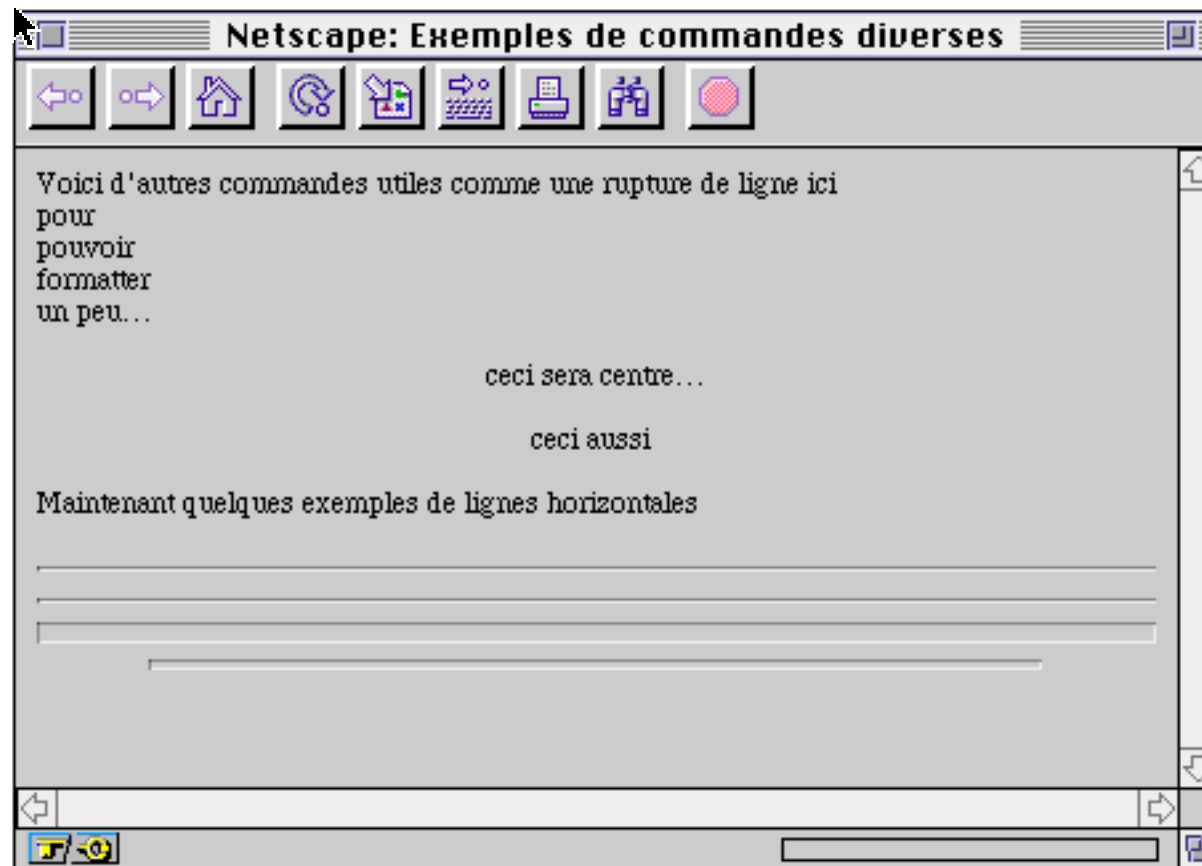 Netscape: Exemples de commandes diverses
Voici d'autres commandes utiles comme une rupture de ligne ici
pour
pouvoir
formatter
un peu...
ceci sera centre...
ceci aussi
Maintenant quelques exemples de lignes horizontales